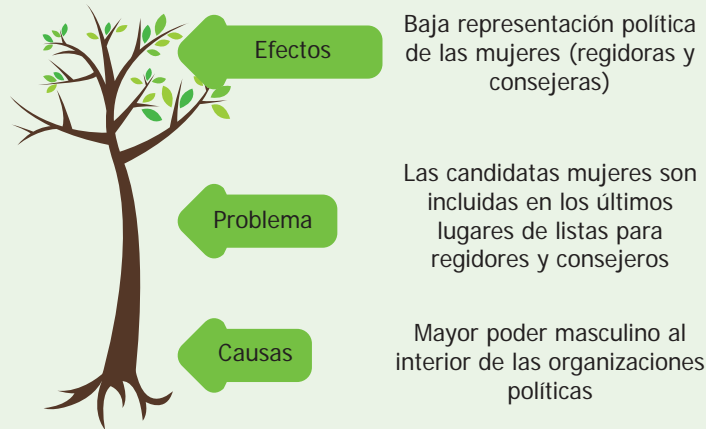 Efectos
Baja representación política
de las mujeres (regidoras y
consejeras)
Problema
Las candidatas mujeres son
incluidas en los últimos
lugares de listas para
regidores y consejeros
Causas
Mayor poder masculino al
interior de las organizaciones
políticas